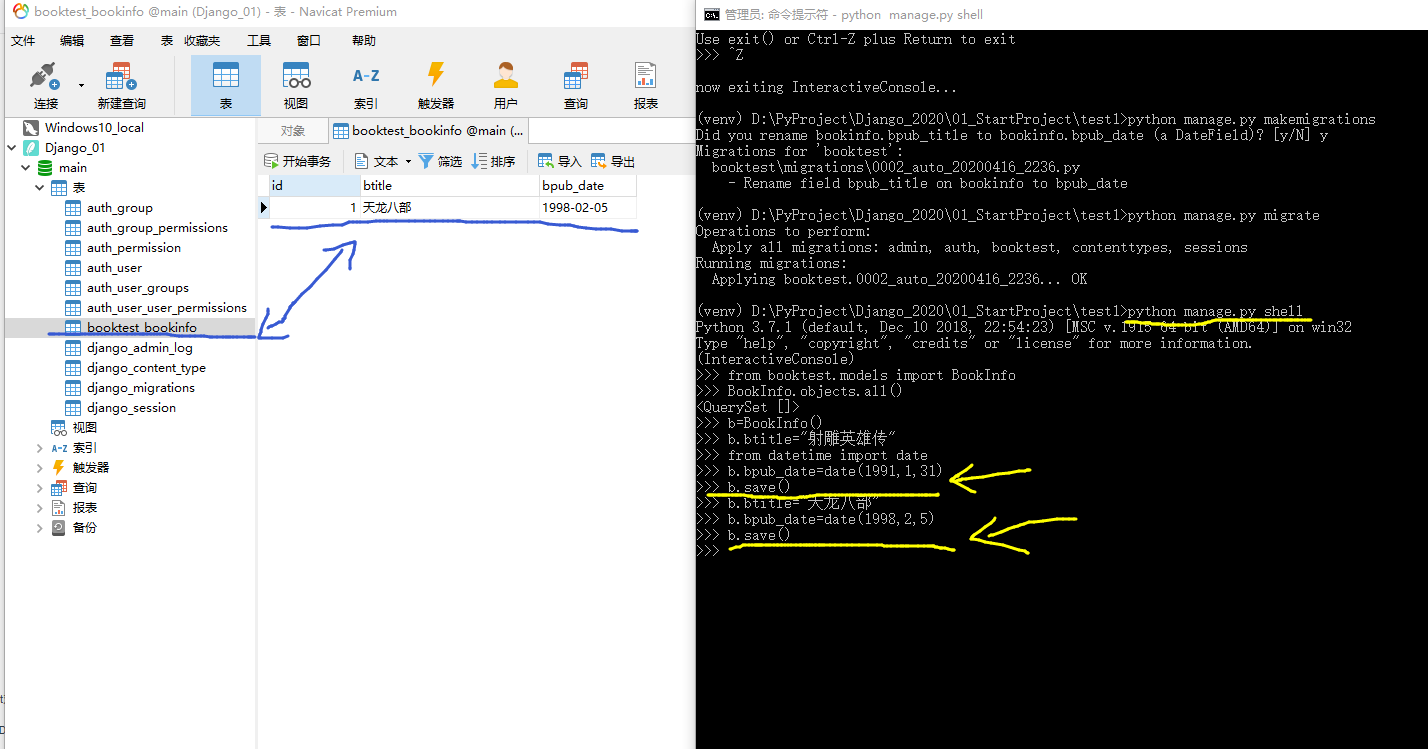 booktest_bookinfo @main (Django_01) - 表 - Navicat Premium
文件 编辑 查看 表 收藏夹 工具 窗口 帮助
连接 新建查询 表 视图 A-Z 索引 触发器 用户 查询 报表
Windows10_local
Django_01
main
表
auth_group
auth_group_permissions
auth_permission
auth_user
auth_user_groups
auth_user_user_permissions
booktest_bookinfo
django_admin_log
django_content_type
django_migrations
django_session
视图
A-Z 索引
触发器
查询
报表
备份
对象 booktest_bookinfo @main (...
开始事务 文本 筛选 排序 导入 导出
id btitle bpub_date
1 天龙八部 1998-02-05
管理员: 命令提示符 - python manage.py shell
Use exit() or Ctrl-Z plus Return to exit
>>> ^Z
now exiting InteractiveConsole...
(venv) D:\PyProject\Django_2020\01_StartProject\test1>python manage.py makemigrations
Did you rename bookinfo.bpub_title to bookinfo.bpub_date (a DateField)? [y/N] y
Migrations for 'booktest':
booktest\migrations\0002_auto_20200416_2236.py
- Rename field bpub_title on bookinfo to bpub_date
(venv) D:\PyProject\Django_2020\01_StartProject\test1>python manage.py migrate
Operations to perform:
Apply all migrations: admin, auth, booktest, contenttypes, sessions
Running migrations:
Applying booktest.0002_auto_20200416_2236... OK
(venv) D:\PyProject\Django_2020\01_StartProject\test1>python manage.py shell
Python 3.7.1 (default, Dec 10 2018, 22:54:23) [MSC v.1915 64 bit (AMD64)] on win32
Type "help", "copyright", "credits" or "license" for more information.
(InteractiveConsole)
>>> from booktest.models import BookInfo
>>> BookInfo.objects.all()
<QuerySet []>
>>> b=BookInfo()
>>> b.btitle="射雕英雄传"
>>> from datetime import date
>>> b.bpub_date=date(1991,1,31)
>>> b.save()
>>> b.btitle="天龙八部"
>>> b.bpub_date=date(1998,2,5)
>>> b.save()
>>>